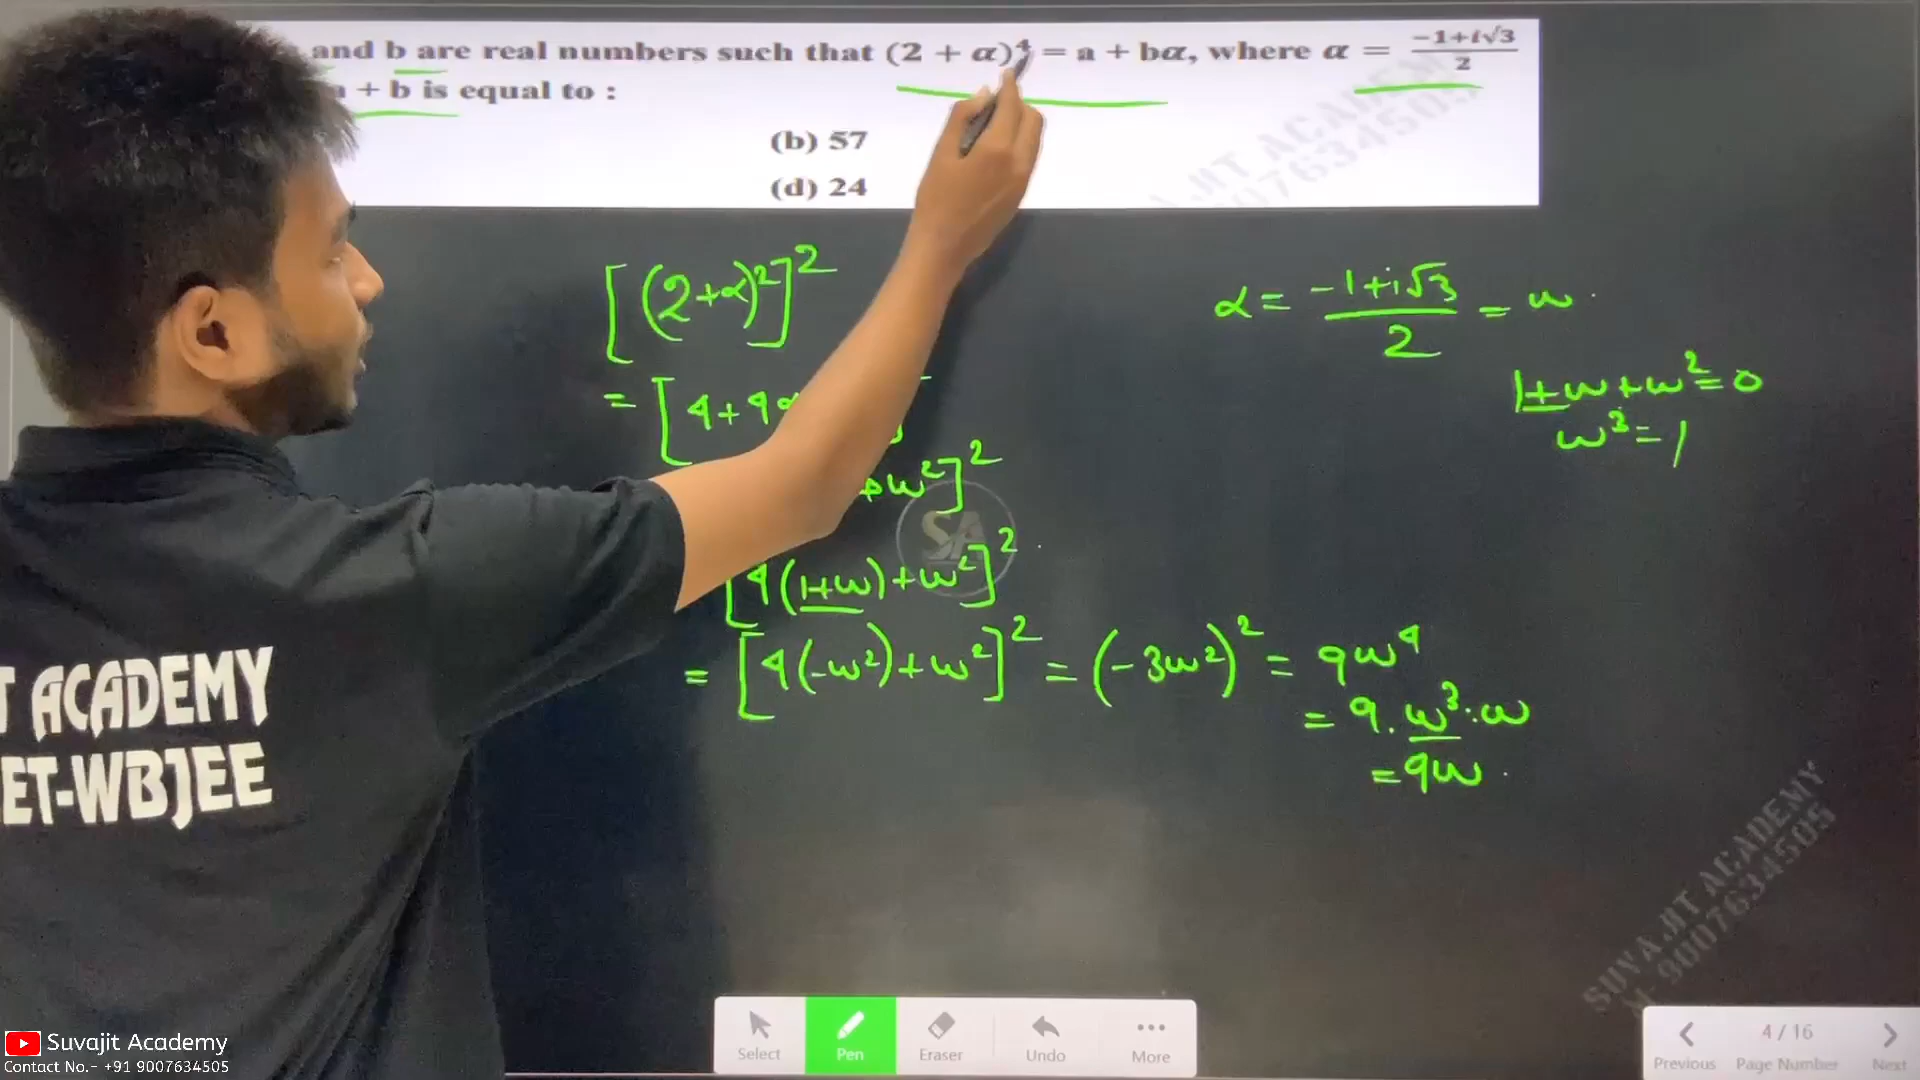 and b are real numbers such that (2 + α)⁴ = a + bα, where α = (-1+i√3)/2
a + b is equal to :
(b) 57
(d) 24
[(2+α)²]²
= [4+4α
+ω²]²
[4(1+ω)+ω²]²
= [4(-ω²)+ω²]² = (-3ω²)² = 9ω⁴
= 9.ω³.ω
= 9ω.
α = (-1+i√3)/2 = ω.
1+ω+ω²=0
ω³=1
SA
SUVAJIT ACADEMY
9007634505
T ACADEMY
ET-WBJEE
Suvajit Academy
Contact No.- +91 9007634505
Select
Pen
Eraser
Undo
More
4 / 16
Previous
Page Number
Next